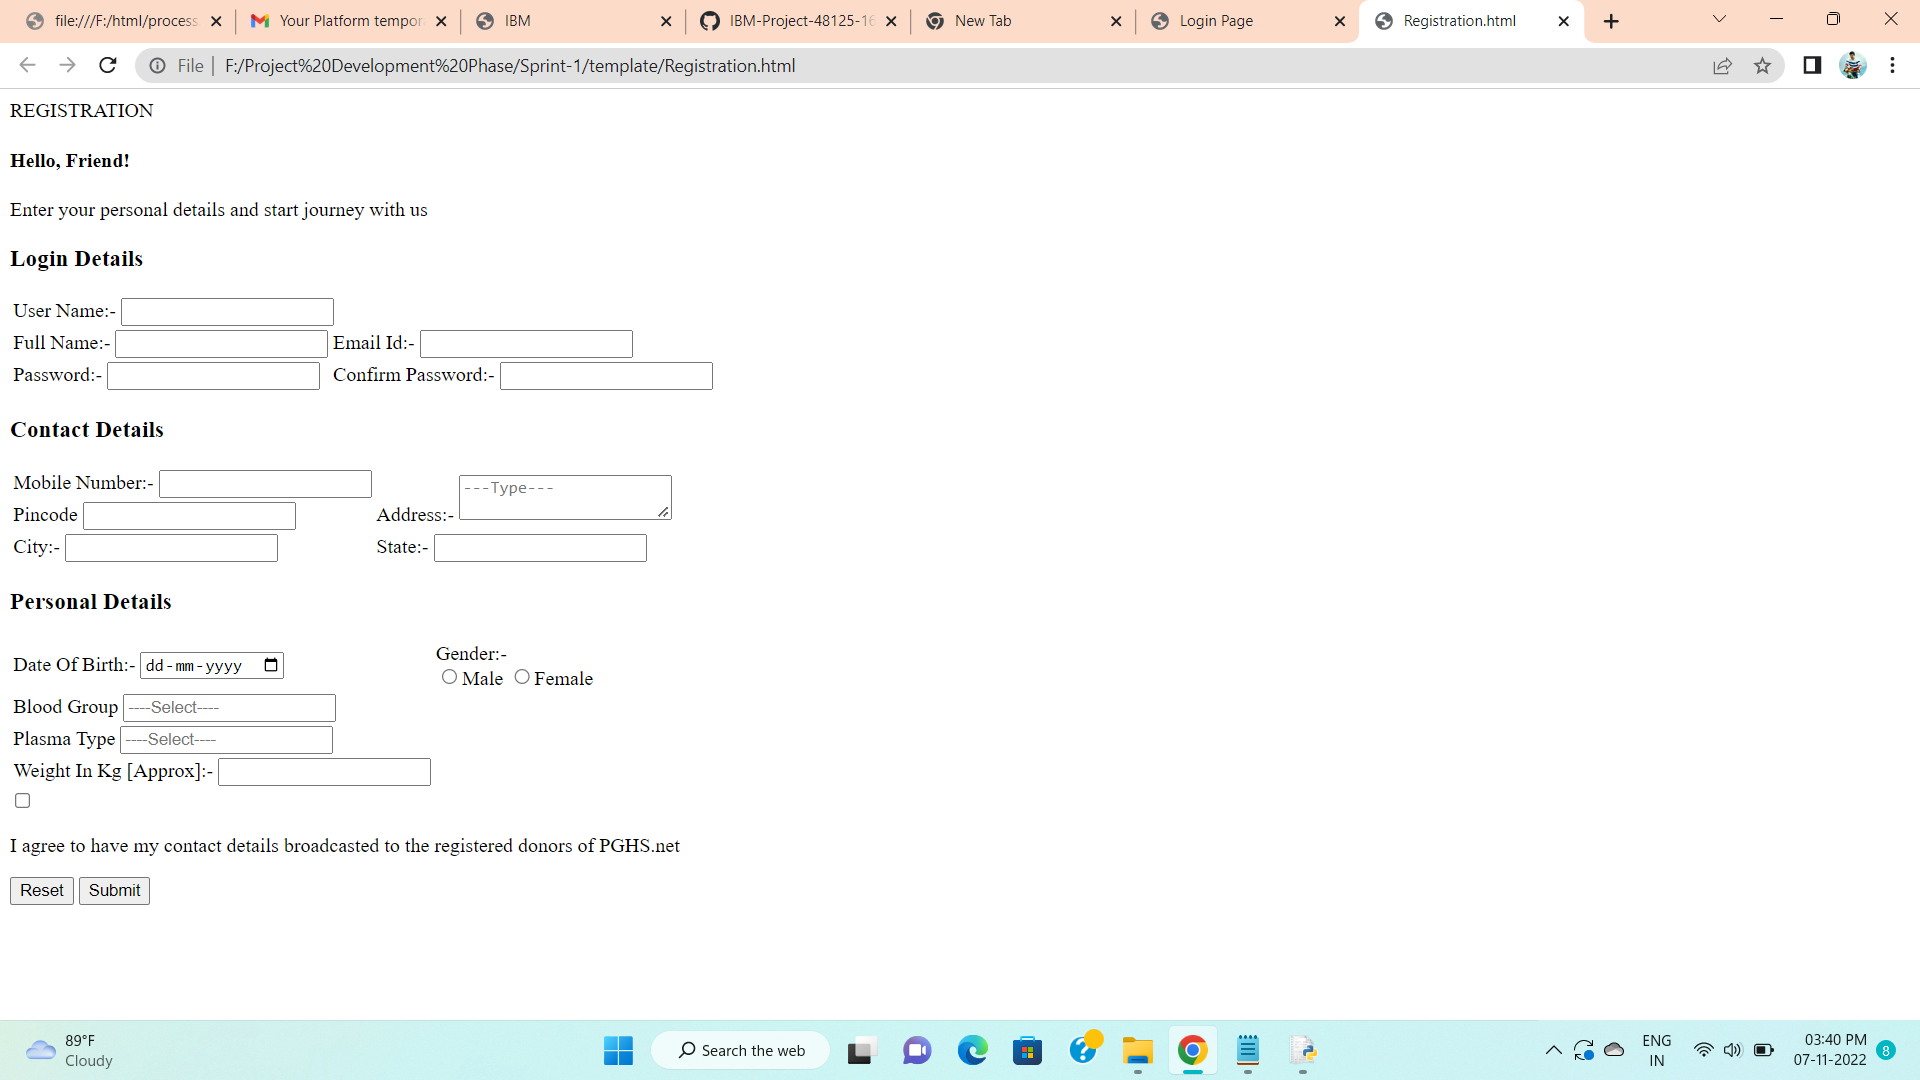 file:///F:/html/process
Your Platform tempor
IBM
IBM-Project-48125-16
New Tab
Login Page
Registration.html
File | F:/Project%20Development%20Phase/Sprint-1/template/Registration.html
REGISTRATION
Hello, Friend!
Enter your personal details and start journey with us
Login Details
User Name:-
Full Name:- Email Id:-
Password:- Confirm Password:-
Contact Details
Mobile Number:- ---Type---
Pincode Address:-
City:- State:-
Personal Details
Gender:-
Date Of Birth:- dd-mm-yyyy
Male Female
Blood Group ----Select----
Plasma Type ----Select----
Weight In Kg [Approx]:-
I agree to have my contact details broadcasted to the registered donors of PGHS.net
Reset Submit
89°F
Cloudy
Search the web
ENG
IN
03:40 PM
07-11-2022
8